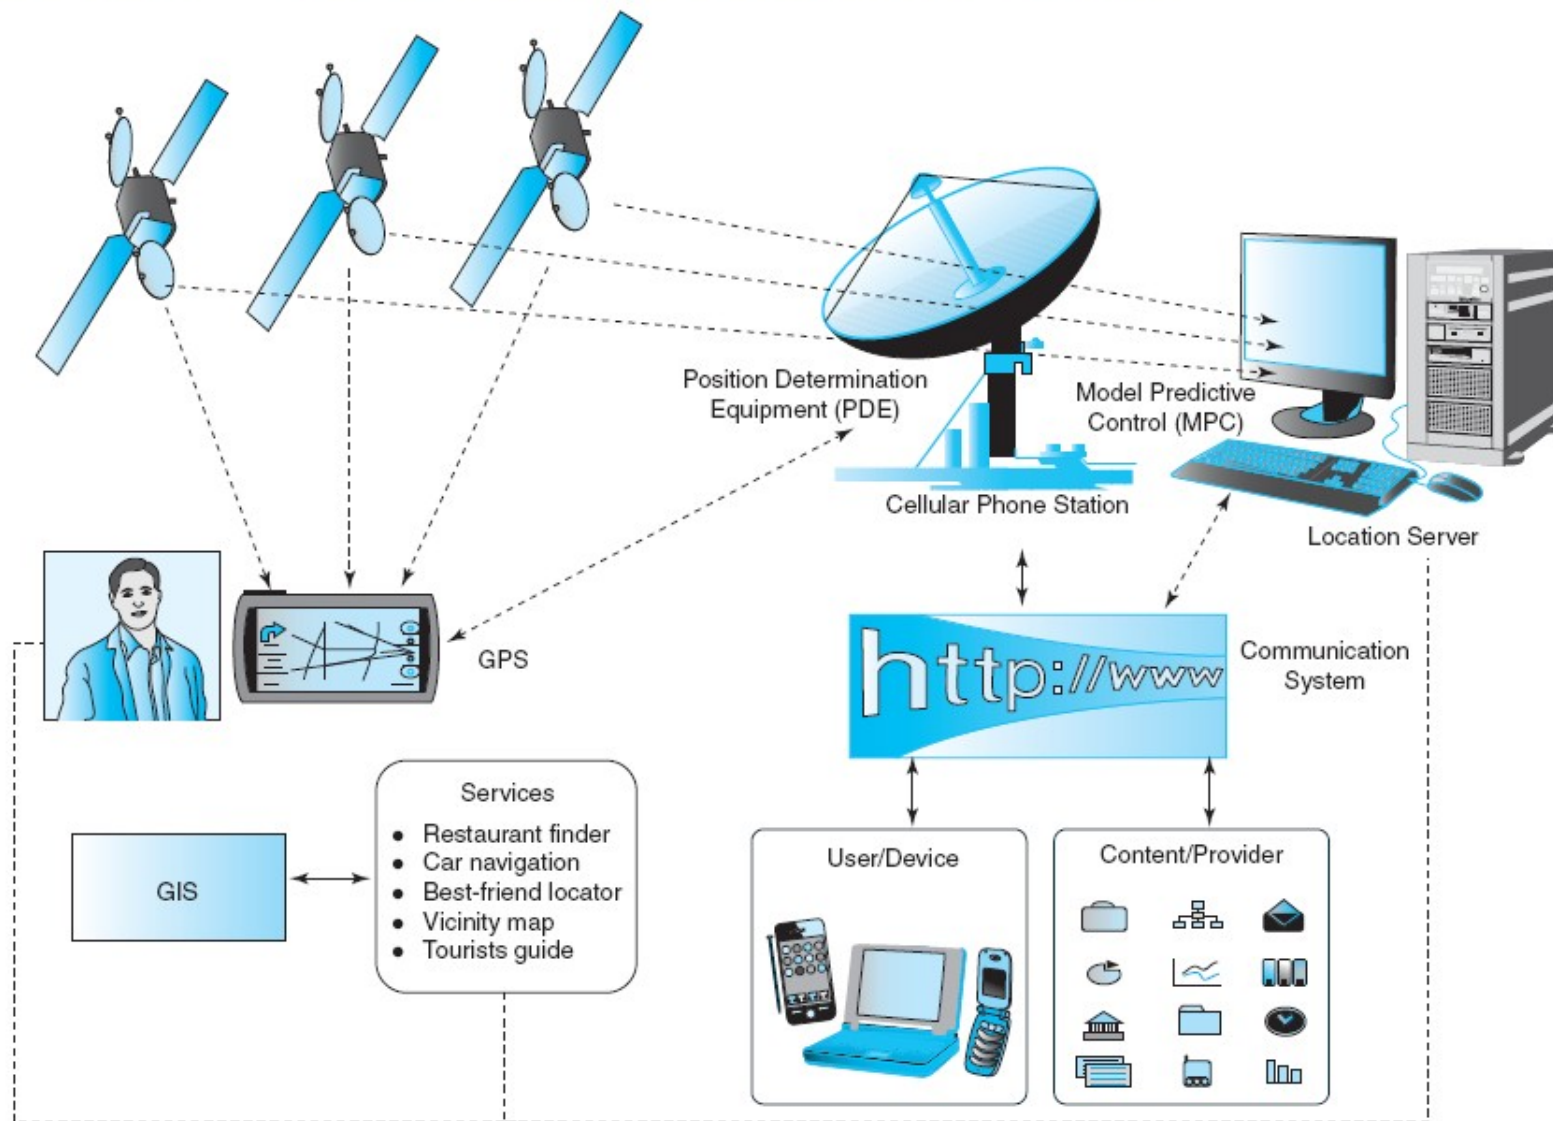 Position Determination
Equipment (PDE)
Model Predictive
Control (MPC)
Cellular Phone Station
Location Server
GPS
http://www
Communication
System
Services
● Restaurant finder
● Car navigation
● Best-friend locator
● Vicinity map
● Tourists guide
GIS
User/Device
Content/Provider